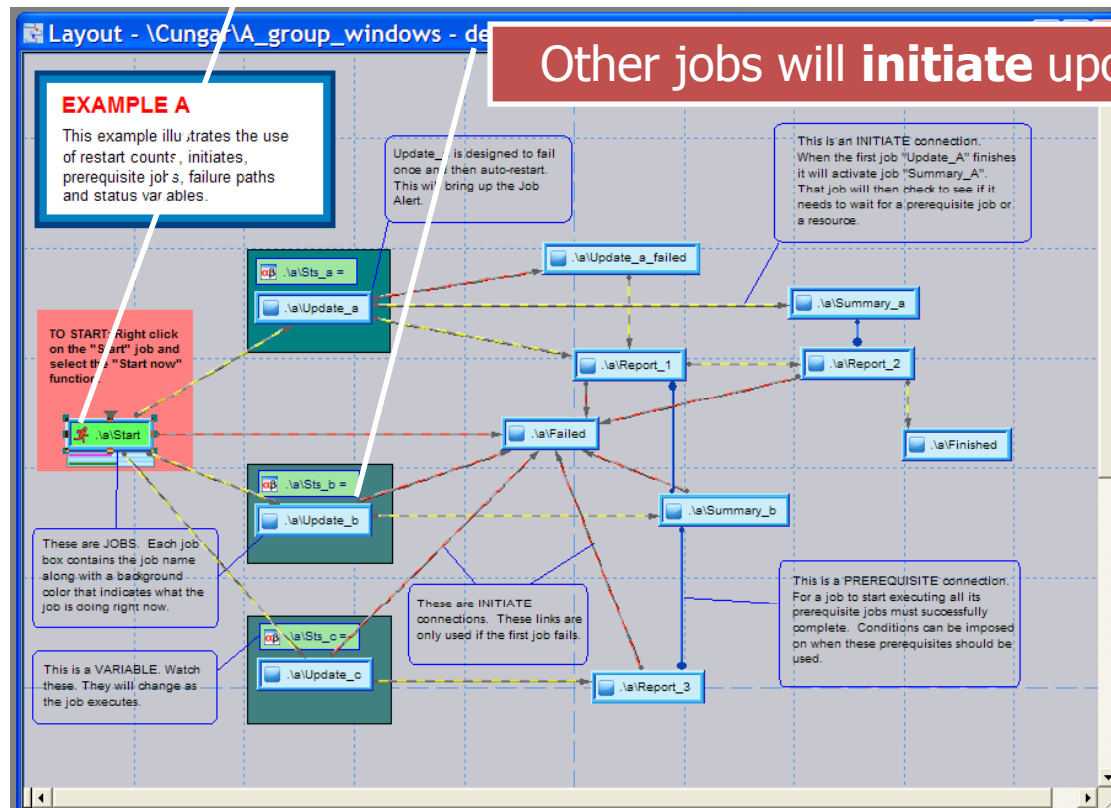 Layout - \Cungar\A_group_windows - de
Other jobs will initiate upo
EXAMPLE A
This example illustrates the use
of restart counts, initiates,
prerequisite jobs, failure paths
and status variables.
Update_ is designed to fail
once and then auto-restart.
This will bring up the Job
Alert.
This is an INITIATE connection.
When the first job "Update_A" finishes
it will activate job "Summary_A".
That job will then check to see if it
needs to wait for a prerequisite job or
a resource.
.\a\Update_a_failed
αβ .\a\Sts_a =
.\a\Update_a
.\a\Summary_a
TO START: Right click
on the "Start" job and
select the "Start now"
function.
.\a\Report_1
.\a\Report_2
.\a\Start
.\a\Failed
.\a\Finished
αβ .\a\Sts_b =
.\a\Update_b
.\a\Summary_b
These are JOBS. Each job
box contains the job name
along with a background
color that indicates what the
job is doing right now.
These are INITIATE
connections. These links are
only used if the first job fails.
This is a PREREQUISITE connection.
For a job to start executing all its
prerequisite jobs must successfully
complete. Conditions can be imposed
on when these prerequisites should be
used.
αβ .\a\Sts_c =
.\a\Update_c
.\a\Report_3
This is a VARIABLE. Watch
these. They will change as
the job executes.